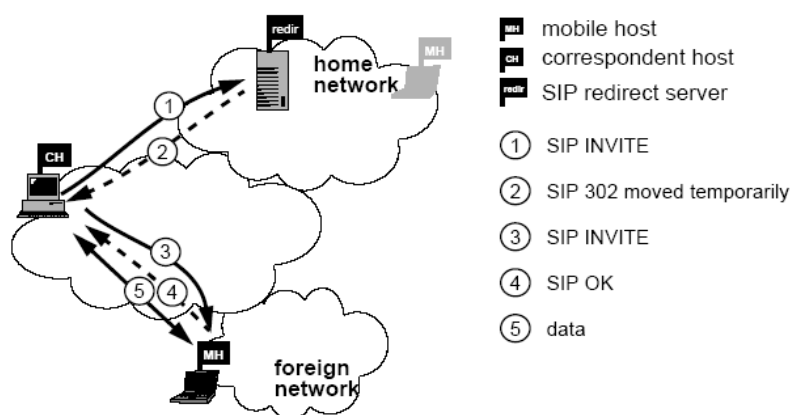 redir
MH
home
network
1
2
CH
3
5
4
MH
foreign
network
MH mobile host
CH correspondent host
redir SIP redirect server
1 SIP INVITE
2 SIP 302 moved temporarily
3 SIP INVITE
4 SIP OK
5 data